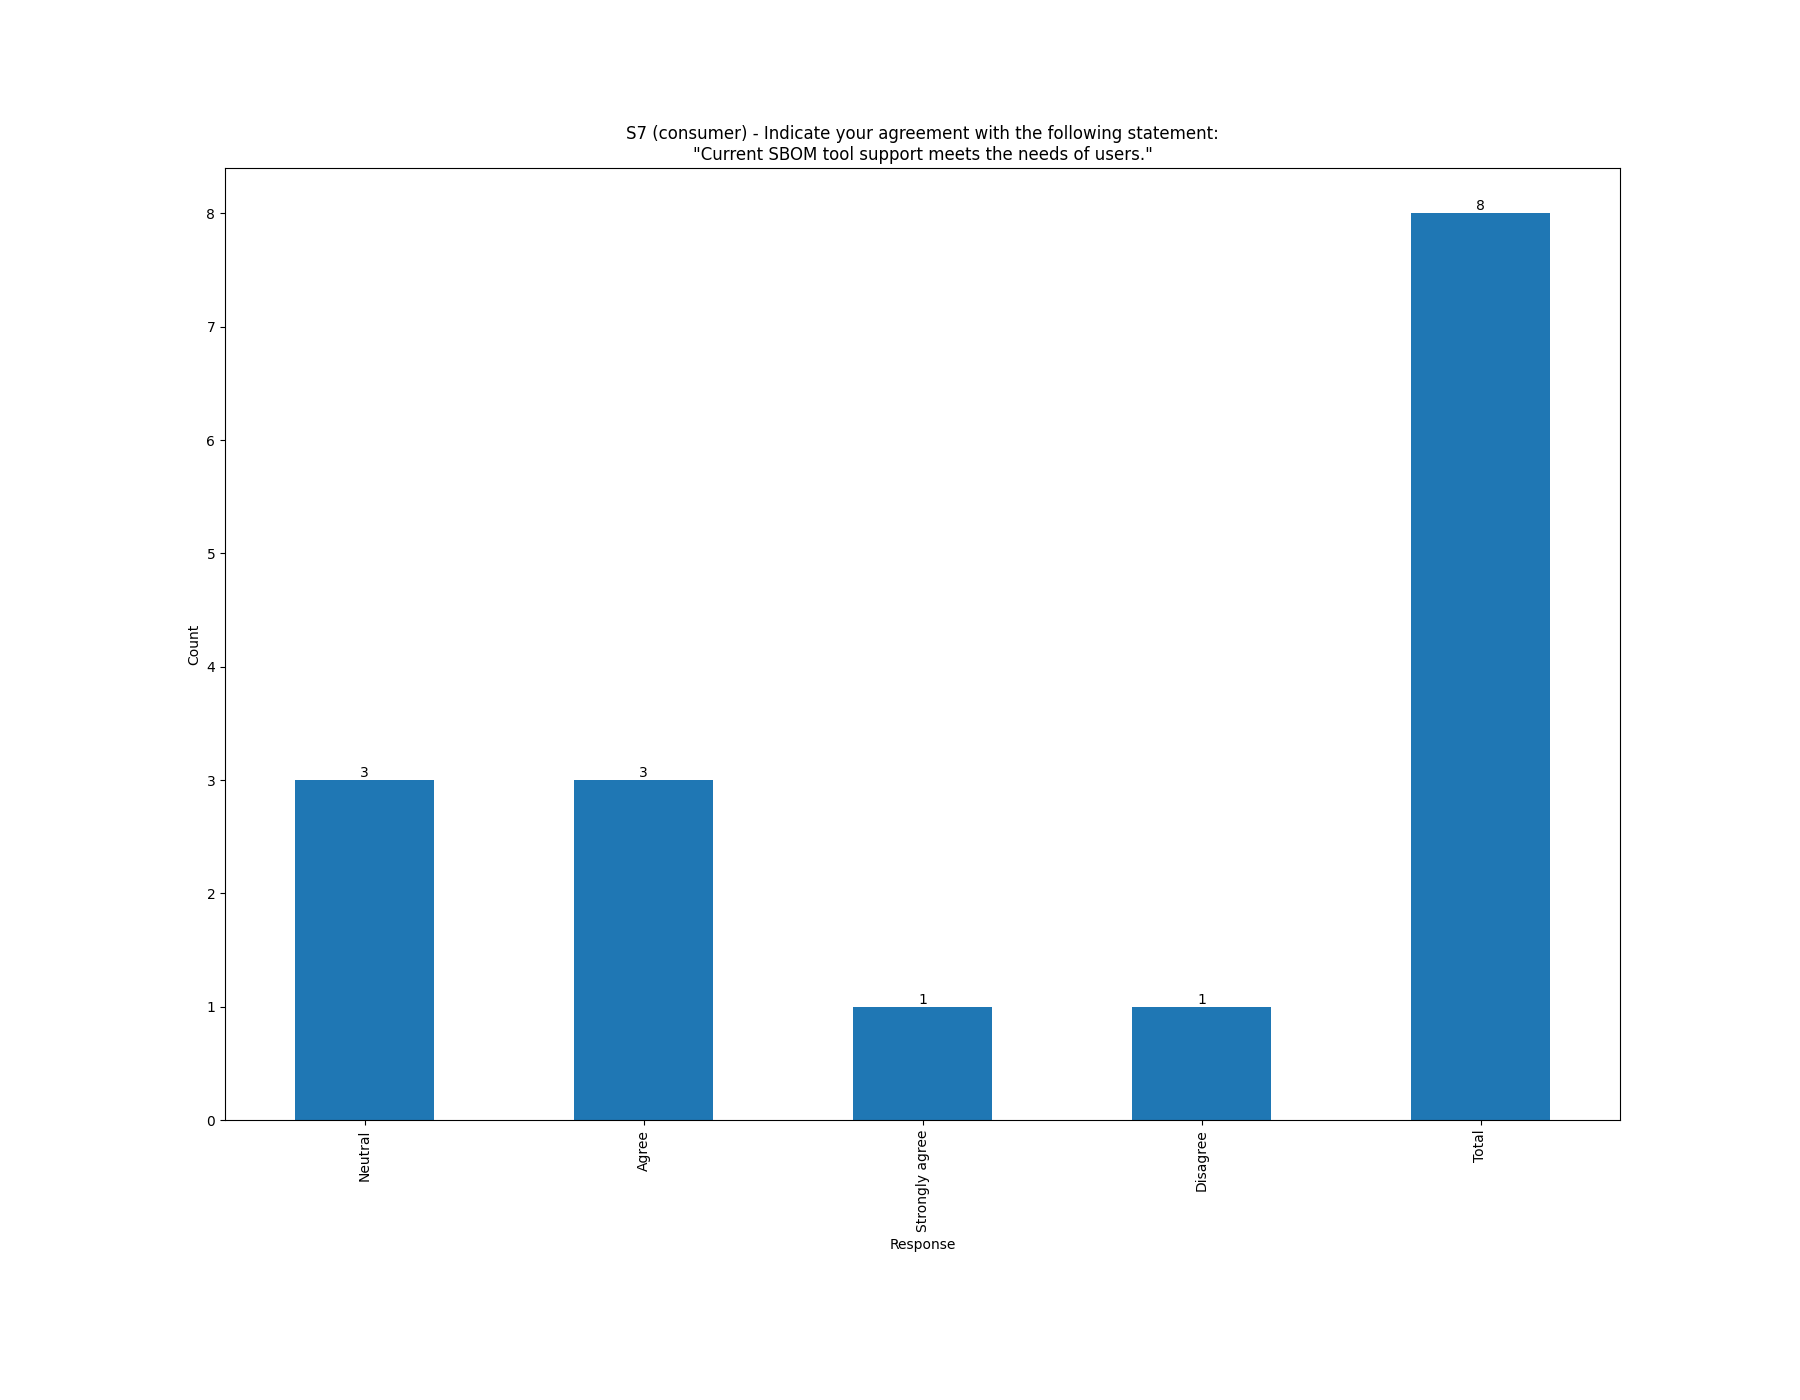 S7 (consumer) - Indicate your agreement with the following statement:
"Current SBOM tool support meets the needs of users."
8
7
6
5
4
3
2
1
0
Count
3
3
1
1
8
Neutral
Agree
Strongly agree
Disagree
Total
Response